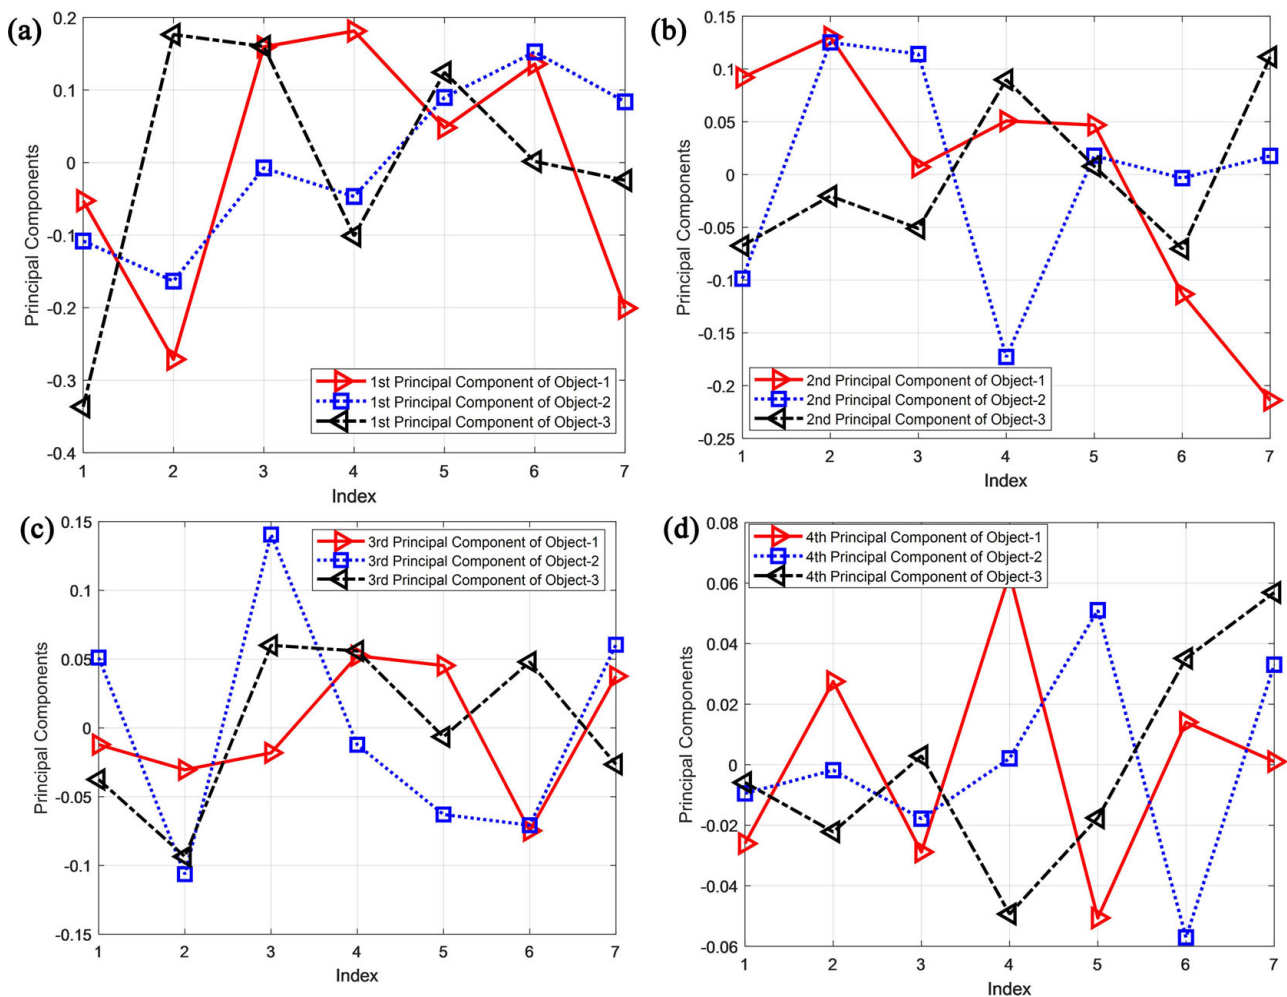 (a)
0.2
0.1
0
-0.1
-0.2
-0.3
-0.4
Principal Components
1st Principal Component of Object-1
1st Principal Component of Object-2
1st Principal Component of Object-3
1 2 3 4 5 6 7
Index
(b)
0.15
0.1
0.05
0
-0.05
-0.1
-0.15
-0.2
-0.25
Principal Components
2nd Principal Component of Object-1
2nd Principal Component of Object-2
2nd Principal Component of Object-3
1 2 3 4 5 6 7
Index
(c)
0.15
0.1
0.05
0
-0.05
-0.1
-0.15
Principal Components
3rd Principal Component of Object-1
3rd Principal Component of Object-2
3rd Principal Component of Object-3
1 2 3 4 5 6 7
Index
(d)
0.08
0.06
0.04
0.02
0
-0.02
-0.04
-0.06
Principal Components
4th Principal Component of Object-1
4th Principal Component of Object-2
4th Principal Component of Object-3
1 2 3 4 5 6 7
Index